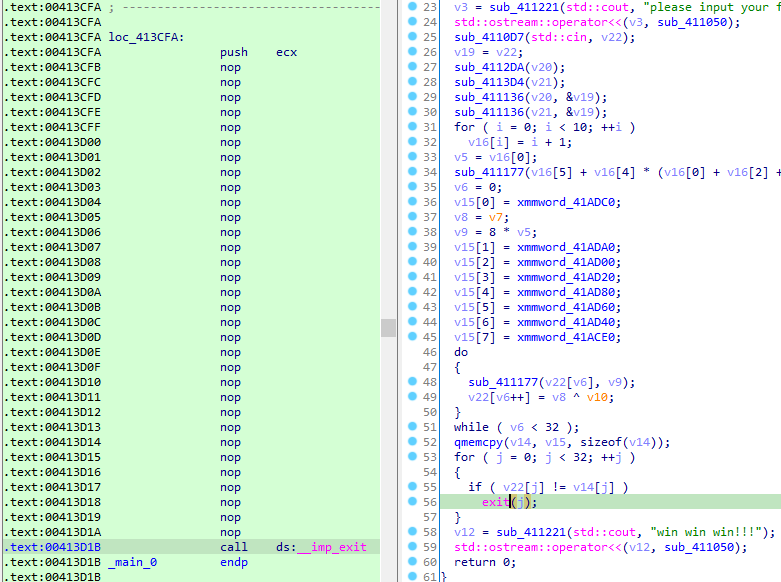 .text:00413CFA ; ---------------------------------------
.text:00413CFA
.text:00413CFA loc_413CFA:
.text:00413CFA push ecx
.text:00413CFB nop
.text:00413CFC nop
.text:00413CFD nop
.text:00413CFE nop
.text:00413CFF nop
.text:00413D00 nop
.text:00413D01 nop
.text:00413D02 nop
.text:00413D03 nop
.text:00413D04 nop
.text:00413D05 nop
.text:00413D06 nop
.text:00413D07 nop
.text:00413D08 nop
.text:00413D09 nop
.text:00413D0A nop
.text:00413D0B nop
.text:00413D0C nop
.text:00413D0D nop
.text:00413D0E nop
.text:00413D0F nop
.text:00413D10 nop
.text:00413D11 nop
.text:00413D12 nop
.text:00413D13 nop
.text:00413D14 nop
.text:00413D15 nop
.text:00413D16 nop
.text:00413D17 nop
.text:00413D18 nop
.text:00413D19 nop
.text:00413D1A nop
.text:00413D1B call ds:__imp_exit
.text:00413D1B _main_0 endp
.text:00413D1B
23 v3 = sub_411221(std::cout, "please input your f
24 std::ostream::operator<<(v3, sub_411050);
25 sub_4110D7(std::cin, v22);
26 v19 = v22;
27 sub_4112DA(v20);
28 sub_4113D4(v21);
29 sub_411136(v20, &v19);
30 sub_411136(v21, &v19);
31 for ( i = 0; i < 10; ++i )
32 v16[i] = i + 1;
33 v5 = v16[0];
34 sub_411177(v16[5] + v16[4] * (v16[0] + v16[2] +
35 v6 = 0;
36 v15[0] = xmmword_41ADC0;
37 v8 = v7;
38 v9 = 8 * v5;
39 v15[1] = xmmword_41ADA0;
40 v15[2] = xmmword_41AD00;
41 v15[3] = xmmword_41AD20;
42 v15[4] = xmmword_41AD80;
43 v15[5] = xmmword_41AD60;
44 v15[6] = xmmword_41AD40;
45 v15[7] = xmmword_41ACE0;
46 do
47 {
48 sub_411177(v22[v6], v9);
49 v22[v6++] = v8 ^ v10;
50 }
51 while ( v6 < 32 );
52 qmemcpy(v14, v15, sizeof(v14));
53 for ( j = 0; j < 32; ++j )
54 {
55 if ( v22[j] != v14[j] )
56 exit(j);
57 }
58 v12 = sub_411221(std::cout, "win win win!!!");
59 std::ostream::operator<<(v12, sub_411050);
60 return 0;
61 }